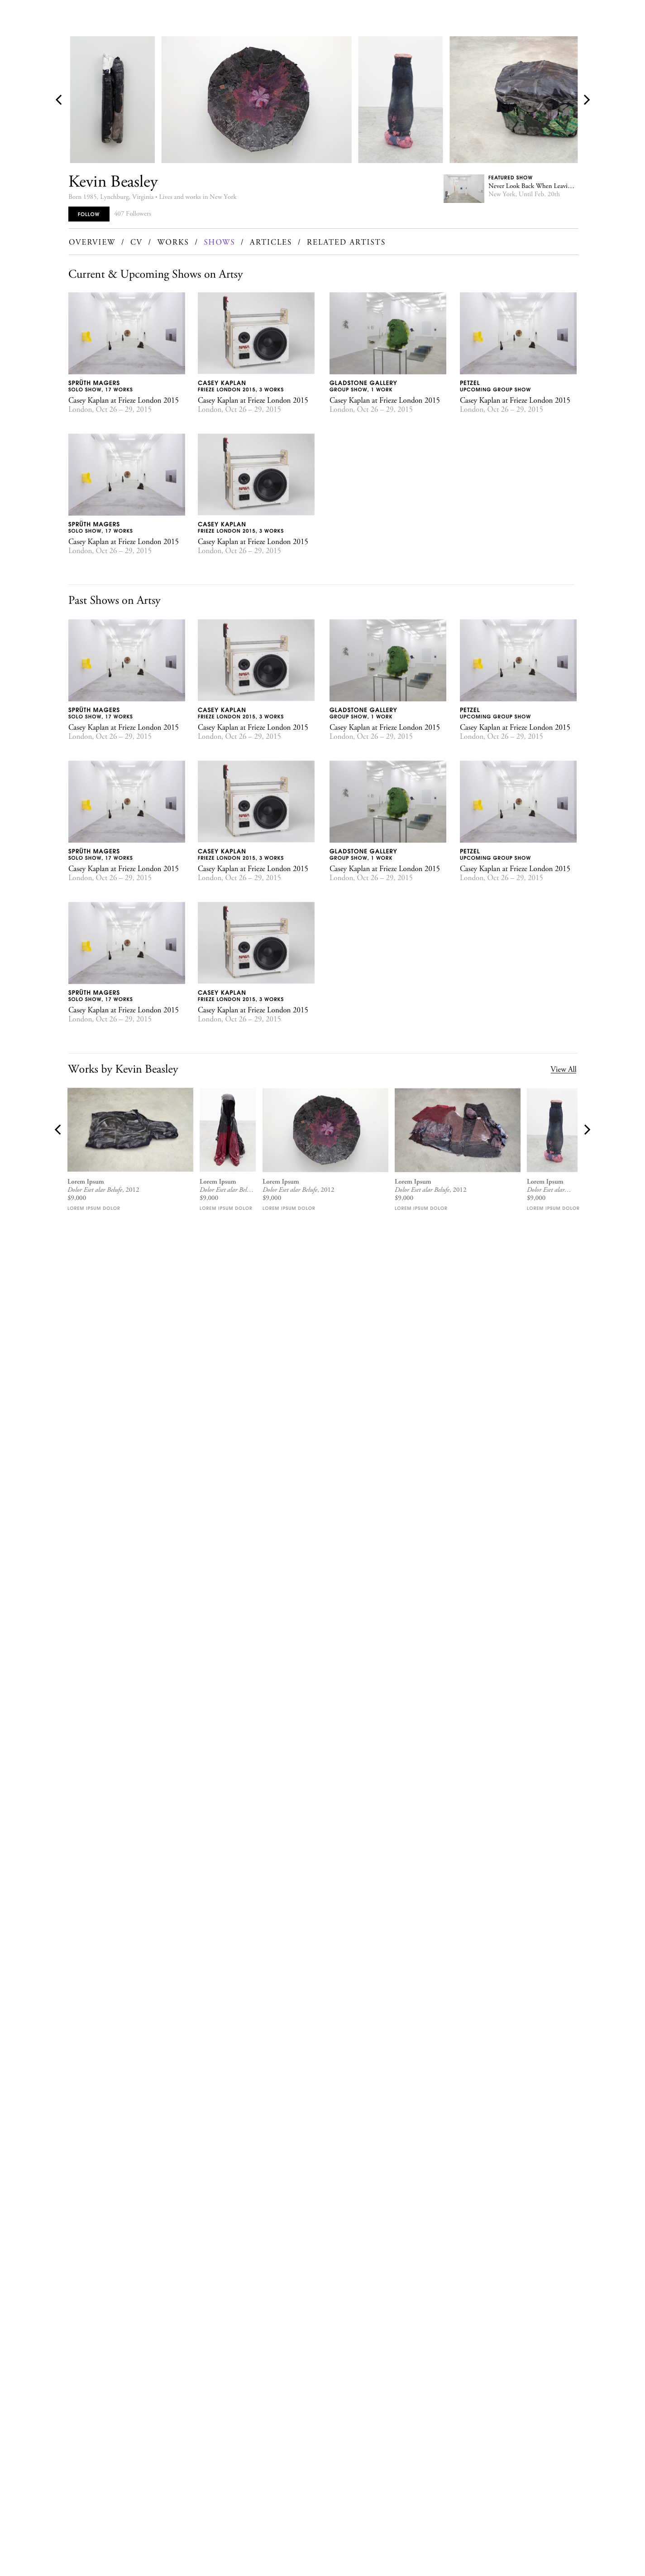 Kevin Beasley
Born 1985, Lynchburg, Virginia • Lives and works in New York
FOLLOW
407 Followers
FEATURED SHOW
Never Look Back When Leavi…
New York, Until Feb. 20th
OVERVIEW / CV / WORKS / SHOWS / ARTICLES / RELATED ARTISTS
Current & Upcoming Shows on Artsy
SPRÜTH MAGERS
SOLO SHOW, 17 WORKS
Casey Kaplan at Frieze London 2015
London, Oct 26 – 29, 2015
CASEY KAPLAN
FRIEZE LONDON 2015, 3 WORKS
Casey Kaplan at Frieze London 2015
London, Oct 26 – 29, 2015
GLADSTONE GALLERY
GROUP SHOW, 1 WORK
Casey Kaplan at Frieze London 2015
London, Oct 26 – 29, 2015
PETZEL
UPCOMING GROUP SHOW
Casey Kaplan at Frieze London 2015
London, Oct 26 – 29, 2015
SPRÜTH MAGERS
SOLO SHOW, 17 WORKS
Casey Kaplan at Frieze London 2015
London, Oct 26 – 29, 2015
CASEY KAPLAN
FRIEZE LONDON 2015, 3 WORKS
Casey Kaplan at Frieze London 2015
London, Oct 26 – 29, 2015
Past Shows on Artsy
SPRÜTH MAGERS
SOLO SHOW, 17 WORKS
Casey Kaplan at Frieze London 2015
London, Oct 26 – 29, 2015
CASEY KAPLAN
FRIEZE LONDON 2015, 3 WORKS
Casey Kaplan at Frieze London 2015
London, Oct 26 – 29, 2015
GLADSTONE GALLERY
GROUP SHOW, 1 WORK
Casey Kaplan at Frieze London 2015
London, Oct 26 – 29, 2015
PETZEL
UPCOMING GROUP SHOW
Casey Kaplan at Frieze London 2015
London, Oct 26 – 29, 2015
SPRÜTH MAGERS
SOLO SHOW, 17 WORKS
Casey Kaplan at Frieze London 2015
London, Oct 26 – 29, 2015
CASEY KAPLAN
FRIEZE LONDON 2015, 3 WORKS
Casey Kaplan at Frieze London 2015
London, Oct 26 – 29, 2015
GLADSTONE GALLERY
GROUP SHOW, 1 WORK
Casey Kaplan at Frieze London 2015
London, Oct 26 – 29, 2015
PETZEL
UPCOMING GROUP SHOW
Casey Kaplan at Frieze London 2015
London, Oct 26 – 29, 2015
SPRÜTH MAGERS
SOLO SHOW, 17 WORKS
Casey Kaplan at Frieze London 2015
London, Oct 26 – 29, 2015
CASEY KAPLAN
FRIEZE LONDON 2015, 3 WORKS
Casey Kaplan at Frieze London 2015
London, Oct 26 – 29, 2015
Works by Kevin Beasley
View All
Lorem Ipsum
Dolor Eset alar Belufe, 2012
$9,000
LOREM IPSUM DOLOR
Lorem Ipsum
Dolor Eset alar Bel…
$9,000
LOREM IPSUM DOLOR
Lorem Ipsum
Dolor Eset alar Belufe, 2012
$9,000
LOREM IPSUM DOLOR
Lorem Ipsum
Dolor Eset alar Belufe, 2012
$9,000
LOREM IPSUM DOLOR
Lorem Ipsum
Dolor Eset alar…
$9,000
LOREM IPSUM DOLOR